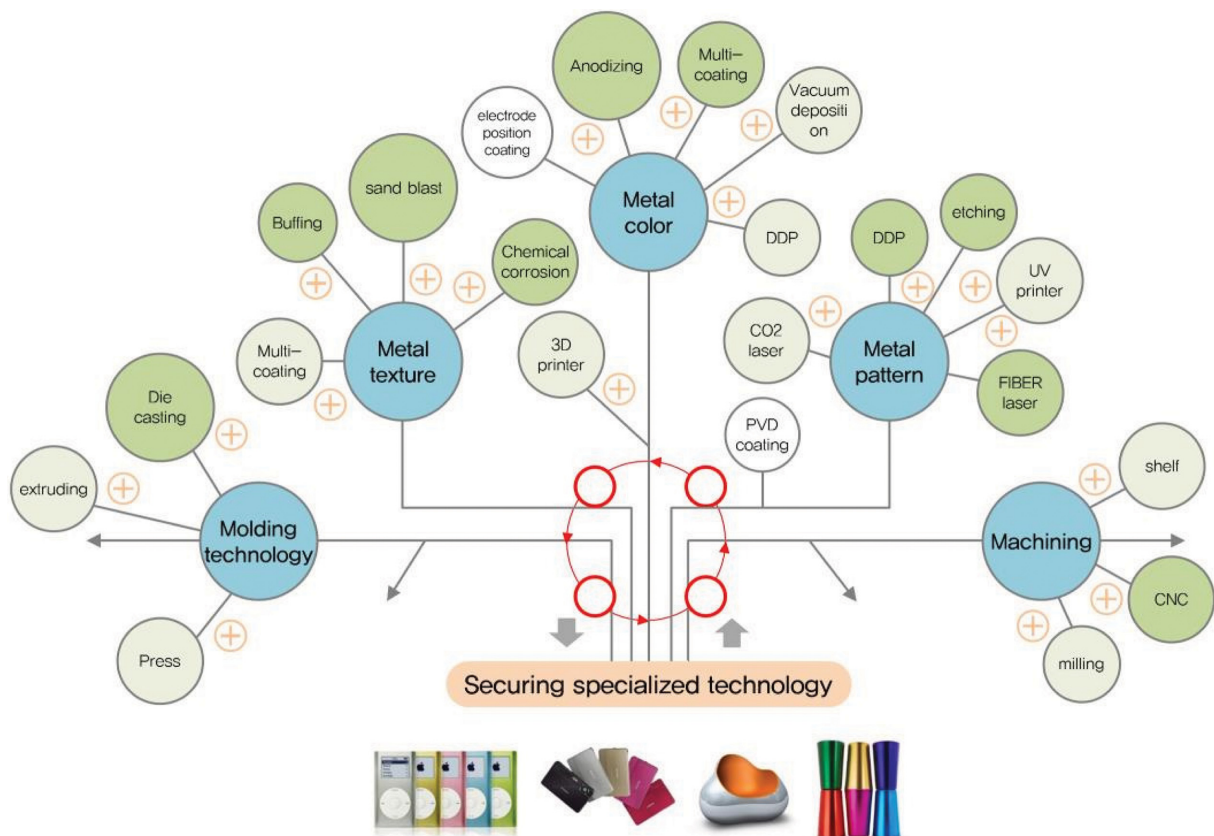 Anodizing
Multi-
coating
Vacuum
depositi
on
electrode
position
coating
Metal
color
DDP
sand blast
Buffing
Chemical
corrosion
Multi-
coating
Metal
texture
3D
printer
DDP
etching
UV
printer
CO2
laser
Metal
pattern
FIBER
laser
PVD
coating
Die
casting
extruding
Molding
technology
Press
shelf
Machining
CNC
milling
Securing specialized technology